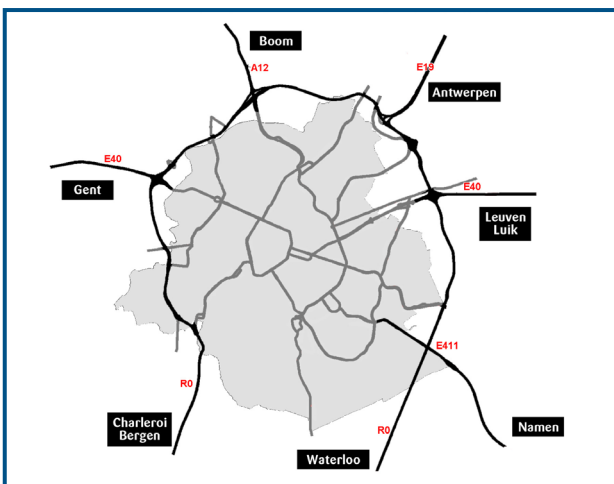 Boom
A12
E19
Antwerpen
E40
Gent
E40
Leuven
Luik
E411
R0
Charleroi
Bergen
R0
Namen
Waterloo